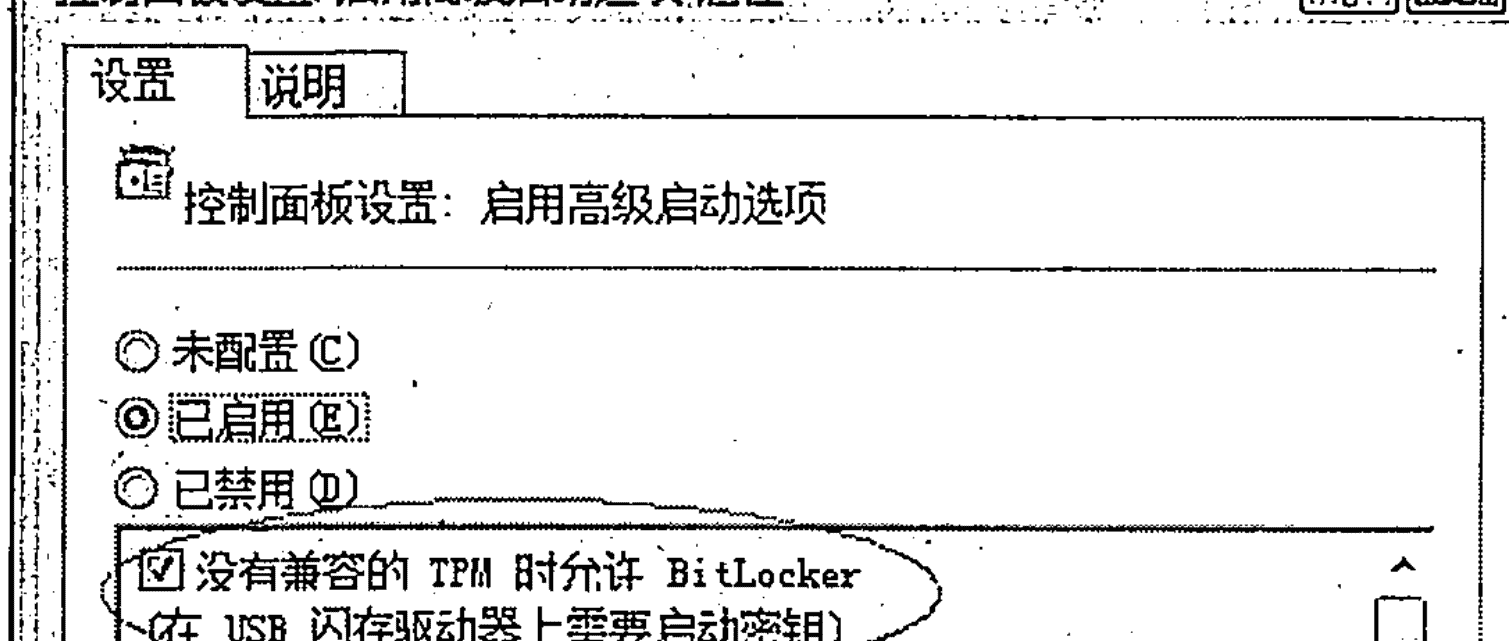 设置
说明
控制面板设置：启用高级启动选项
未配置(C)
已启用(E)
已禁用(D)
没有兼容的 TPM 时允许 BitLocker
(在 USB 闪存驱动器上需要启动密钥)